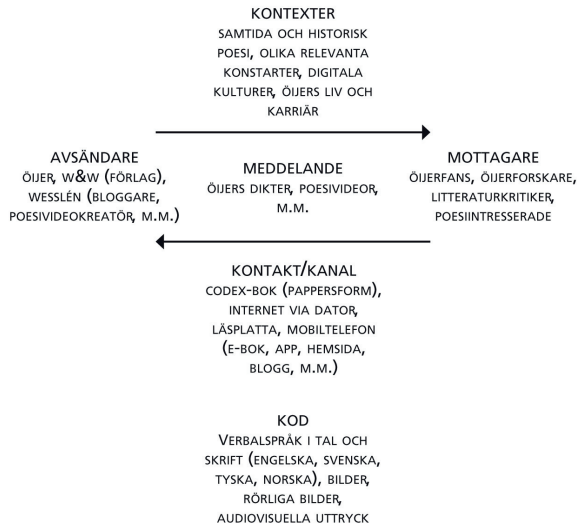 KONTEXTER
SAMTIDA OCH HISTORISK
POESI, OLIKA RELEVANTA
KONSTARTER, DIGITALA
KULTURER, ÖIJERS LIV OCH
KARRIÄR
AVSÄNDARE
ÖIJER, W&W (FÖRLAG),
WESSLÉN (BLOGGARE,
POESIVIDEOKREATÖR, M.M.)
MEDDELANDE
ÖIJERS DIKTER, POESIVIDEOR,
M.M.
MOTTAGARE
ÖIJERFANS, ÖIJERFORSKARE,
LITTERATURKRITIKER,
POESIINTRESSERADE
KONTAKT/KANAL
CODEX-BOK (PAPPERSFORM),
INTERNET VIA DATOR,
LÄSPLATTA, MOBILTELEFON
(E-BOK, APP, HEMSIDA,
BLOGG, M.M.)
KOD
VERBALSPRÅK I TAL OCH
SKRIFT (ENGELSKA, SVENSKA,
TYSKA, NORSKA), BILDER,
RÖRLIGA BILDER,
AUDIOVISUELLA UTTRYCK